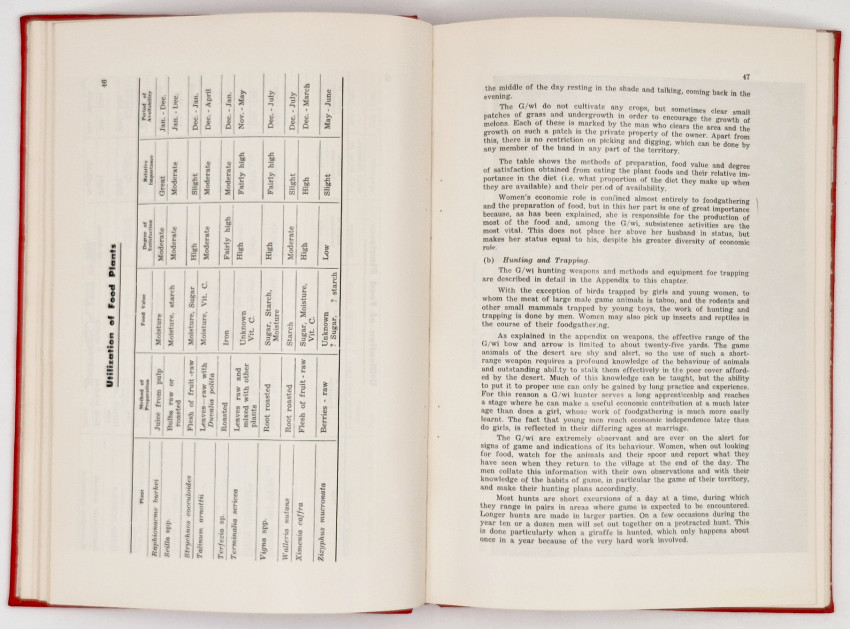 46
Utilization of Food Plants
Plant Method of Preparation Food Value Degree of Satisfaction Relative Importance Period of Availability
Raphionacme burkei Juice from pulp Moisture Moderate Great Jan. - Dec.
Scilla spp. Bulbs raw or roasted Moisture, starch Moderate Moderate Jan. - Dec.
Strychnos cocculoides Flesh of fruit -raw Moisture, Sugar High Slight Dec. - Jan.
Talinum arnottii Leaves—raw with Dwvalia polita Moisture, Vit. C. Moderate Moderate Dec. - April
Terfezia sp. Roasted Iron Fairly high Moderate Dec. - Jan.
Terminalia sericea Leaves raw and mixed with other plants Unknown Vit. C. High Fairly high Nov. - May
Vigna spp. Root roasted Sugar, Starch, Moisture High Fairly high Dec. - July
Walleria nutans Root roasted Starch Moderate Slight Dec. - July
Ximenia caffra Flesh of fruit - raw Sugar, Moisture, Vit. C. High High Dec. - March
Zizyphus mucronata Berries - raw Unknown ? Sugar, ? starch Low Slight May - June
47
the middle of the day resting in the shade and talking, coming back in the
evening.
The G/wi do not cultivate any crops, but sometimes clear small
patches of grass and undergrowth in order to encourage the growth of
melons. Each of these is marked by the man who clears the area and the
growth on such a patch is the private property of the owner. Apart from
this, there is no restriction on picking and digging, which can be done by
any member of the band in any part of the territory.
The table shows the methods of preparation, food value and degree
of satisfaction obtained from eating the plant foods and their relative im-
portance in the diet (i.e. what proportion of the diet they make up when
they are available) and their per.od of availability.
Women's economic role is confined almost entirely to foodgathering
and the preparation of food, but in this her part is one of great importance
because, as has been explained, she is responsible for the production of
most of the food and, among the G/wi, subsistence activities are the
most vital. This does not place her above her husband in status, but
makes her status equal to his, despite his greater diversity of economic
role.
(b) Hunting and Trapping.
The G/wi hunting weapons and methods and equipment for trapping
are described in detail in the Appendix to this chapter.
With the exception of birds trapped by girls and young women, to
whom the meat of large male game animals is taboo, and the rodents and
other small mammals trapped by young boys, the work of hunting and
trapping is done by men. Women may also pick up insects and reptiles in
the course of their foodgather.ng.
As explained in the appendix on weapons, the effective range of the
G/wi bow and arrow is limited to about twenty-five yards. The game
animals of the desert are shy and alert, so the use of such a short-
range weapon requires a profound knowledge of the behaviour of animals
and outstanding abil.ty to stalk them effectively in the poor cover afford-
ed by the desert. Much of this knowledge can be taught, but the ability
to put it to proper use can only be gained by long practice and experience.
For this reason a G/wi hunter serves a long apprenticeship and reaches
a stage where he can make a useful economic contribution at a much later
age than does a girl, whose work of foodgathering is much more easily
learnt. The fact that young men reach economic independence later than
do girls, is reflected in their differing ages at marriage.
The G/wi are extremely observant and are ever on the alert for
signs of game and indications of its behaviour. Women, when out looking
for food, watch for the animals and their spoor and report what they
have seen when they return to the village at the end of the day. The
men collate this information with their own observations and with their
knowledge of the habits of game, in particular the game of their territory,
and make their hunting plans accordingly.
Most hunts are short excursions of a day at a time, during which
they range in pairs in areas where game is expected to be encountered.
Longer hunts are made in larger parties. On a few occasions during the
year ten or a dozen men will set out together on a protracted hunt. This
is done particularly when a giraffe is hunted, which only happens about
once in a year because of the very hard work involved.